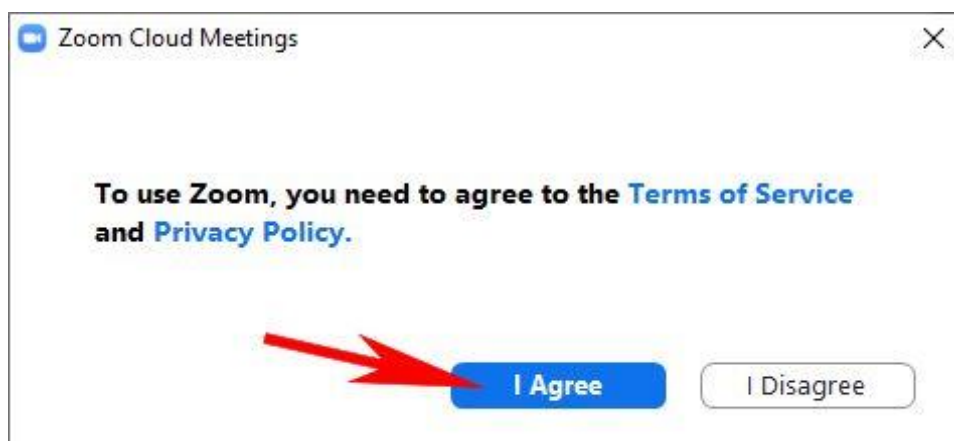 Zoom Cloud Meetings
To use Zoom, you need to agree to the Terms of Service
and Privacy Policy.
I Agree
I Disagree